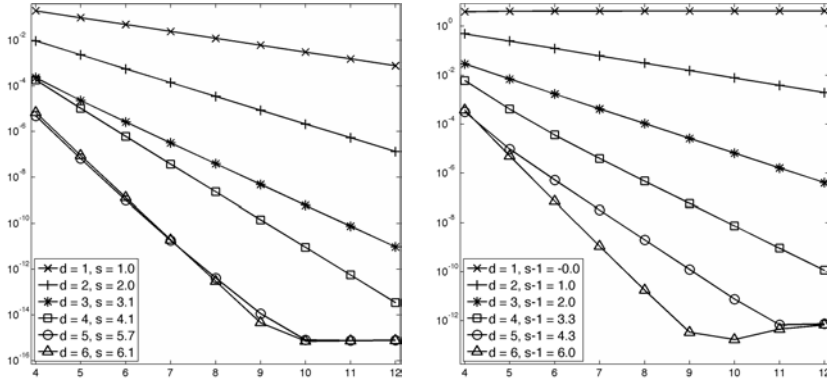 10^-2
10^-4
10^-6
10^-8
10^-10
10^-12
10^-14
10^-16
d = 1, s = 1.0
d = 2, s = 2.0
d = 3, s = 3.1
d = 4, s = 4.1
d = 5, s = 5.7
d = 6, s = 6.1
4 5 6 7 8 9 10 11 12
10^0
10^-2
10^-4
10^-6
10^-8
10^-10
10^-12
d = 1, s-1 = -0.0
d = 2, s-1 = 1.0
d = 3, s-1 = 2.0
d = 4, s-1 = 3.3
d = 5, s-1 = 4.3
d = 6, s-1 = 6.0
4 5 6 7 8 9 10 11 12